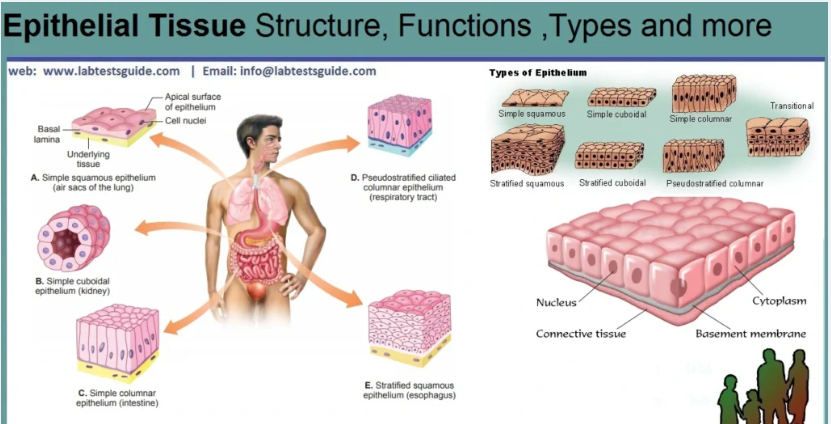 Epithelial Tissue Structure, Functions ,Types and more
web: www.labtestsguide.com | Email: info@labtestsguide.com
Apical surface
of epithelium
Cell nuclei
Basal
lamina
Underlying
tissue
A. Simple squamous epithelium
(air sacs of the lung)
B. Simple cuboidal
epithelium (kidney)
C. Simple columnar
epithelium (intestine)
D. Pseudostratified ciliated
columnar epithelium
(respiratory tract)
E. Stratified squamous
epithelium (esophagus)
Types of Epithelium
Simple squamous
Simple cuboidal
Simple columnar
Transitional
Stratified squamous
Stratified cuboidal
Pseudostratified columnar
Nucleus
Cytoplasm
Connective tissue
Basement membrane